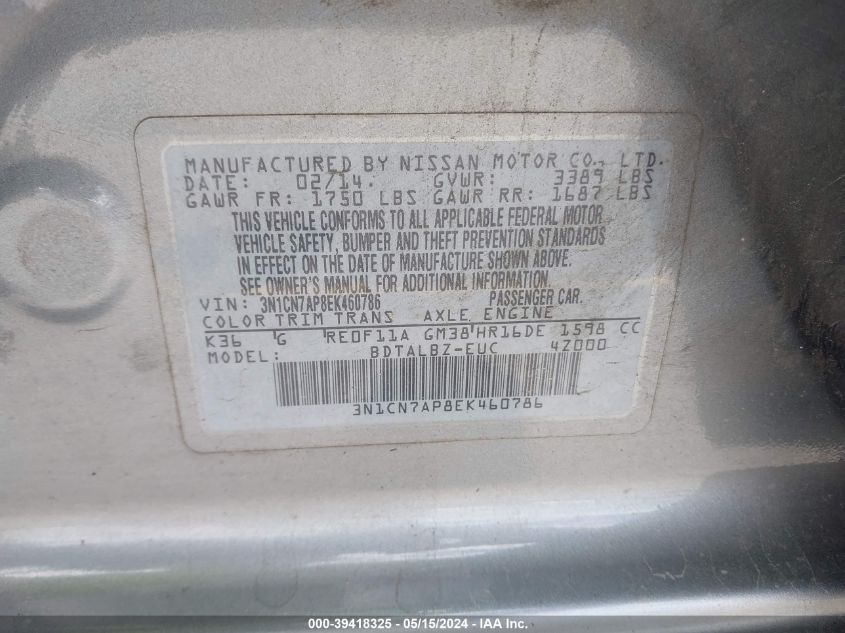 MANUFACTURED BY NISSAN MOTOR CO., LTD.
DATE: 02/14. GVWR: 3389 LBS
GAWR FR: 1750 LBS GAWR RR: 1687 LBS
THIS VEHICLE CONFORMS TO ALL APPLICABLE FEDERAL MOTOR
VEHICLE SAFETY, BUMPER AND THEFT PREVENTION STANDARDS
IN EFFECT ON THE DATE OF MANUFACTURE SHOWN ABOVE.
SEE OWNER'S MANUAL FOR ADDITIONAL INFORMATION.
VIN: 3N1CN7AP8EK460786 PASSENGER CAR.
COLOR TRIM TRANS AXLE ENGINE
K36 G RE0F11A GM38 HR16DE 1598 CC
MODEL: BDTALBZ-EUC 4Z000
3N1CN7AP8EK460786
000-39418325 - 05/15/2024 - IAA Inc.